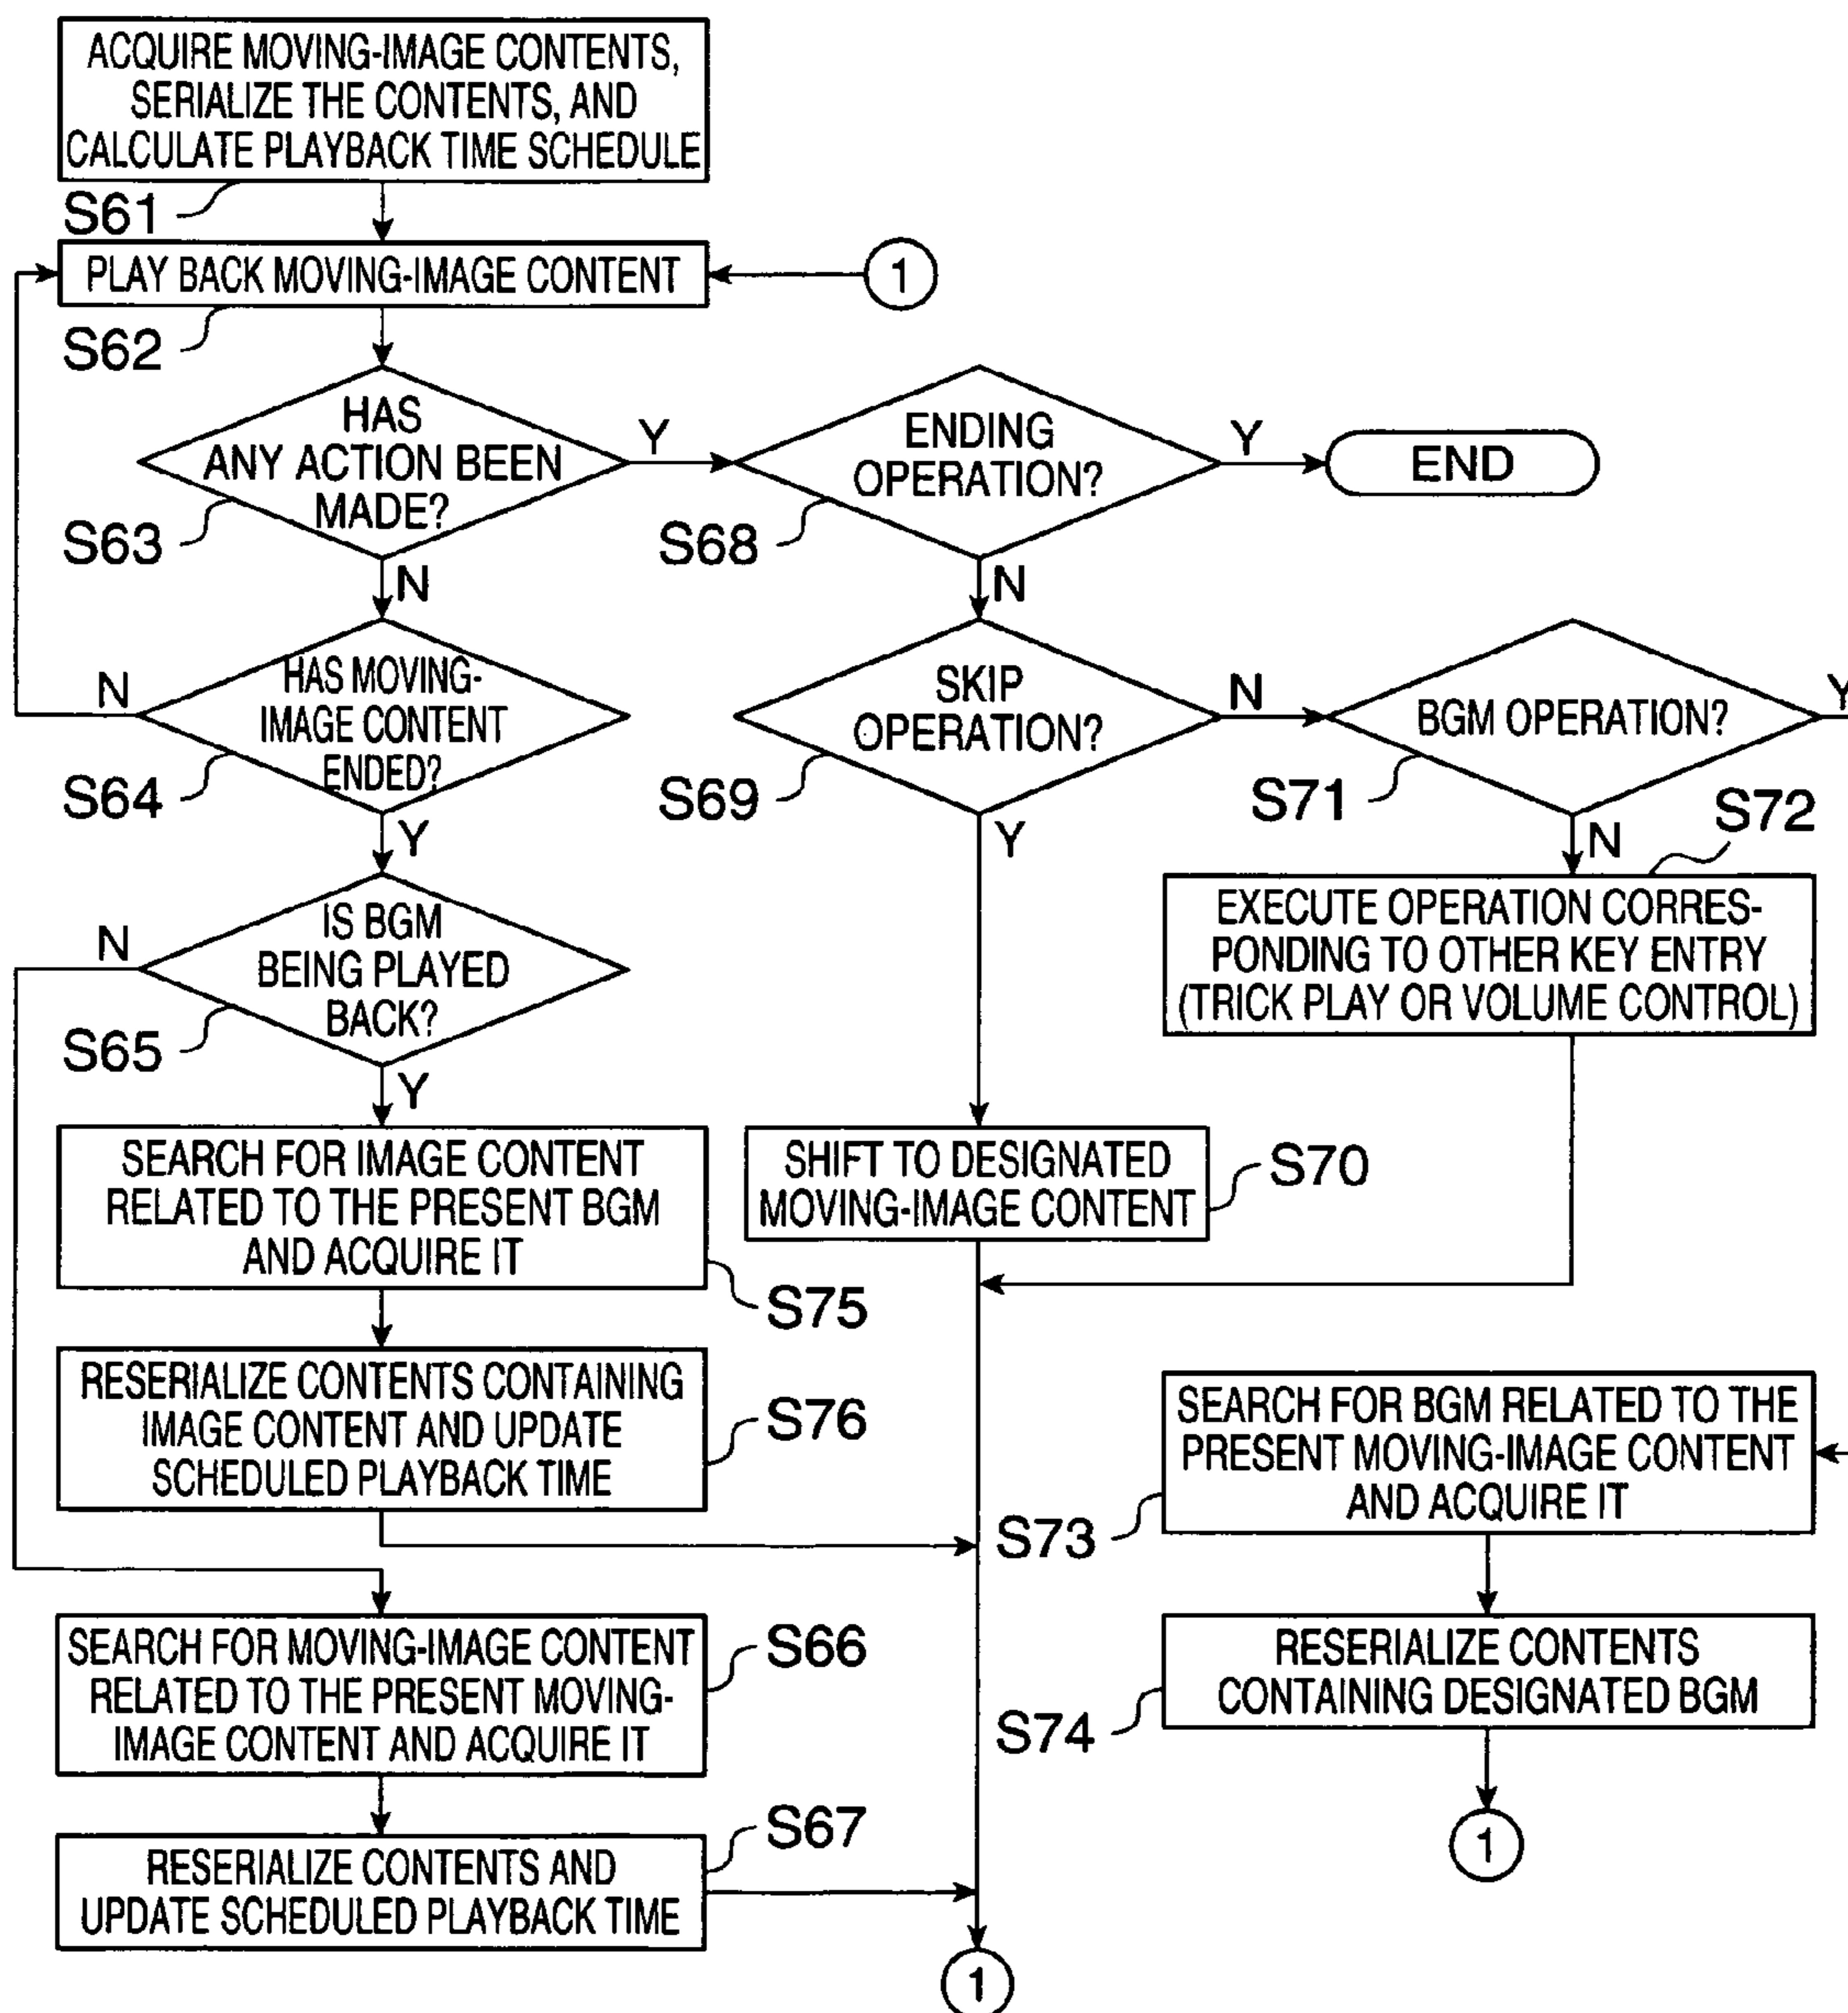 ACQUIRE MOVING-IMAGE CONTENTS,
SERIALIZE THE CONTENTS, AND
CALCULATE PLAYBACK TIME SCHEDULE
S61
PLAY BACK MOVING-IMAGE CONTENT
1
S62
HAS
ANY ACTION BEEN
MADE?
Y
S63
N
ENDING
OPERATION?
Y
S68
N
END
HAS MOVING-
IMAGE CONTENT
ENDED?
N
S64
Y
SKIP
OPERATION?
N
S69
Y
BGM OPERATION?
Y
S71
N
S72
EXECUTE OPERATION CORRES-
PONDING TO OTHER KEY ENTRY
(TRICK PLAY OR VOLUME CONTROL)
IS BGM
BEING PLAYED
BACK?
N
S65
Y
SEARCH FOR IMAGE CONTENT
RELATED TO THE PRESENT BGM
AND ACQUIRE IT
S75
SHIFT TO DESIGNATED
MOVING-IMAGE CONTENT
S70
RESERIALIZE CONTENTS CONTAINING
IMAGE CONTENT AND UPDATE
SCHEDULED PLAYBACK TIME
S76
SEARCH FOR BGM RELATED TO THE
PRESENT MOVING-IMAGE CONTENT
AND ACQUIRE IT
S73
SEARCH FOR MOVING-IMAGE CONTENT
RELATED TO THE PRESENT MOVING-
IMAGE CONTENT AND ACQUIRE IT
S66
RESERIALIZE CONTENTS
CONTAINING DESIGNATED BGM
S74
1
RESERIALIZE CONTENTS AND
UPDATE SCHEDULED PLAYBACK TIME
S67
1